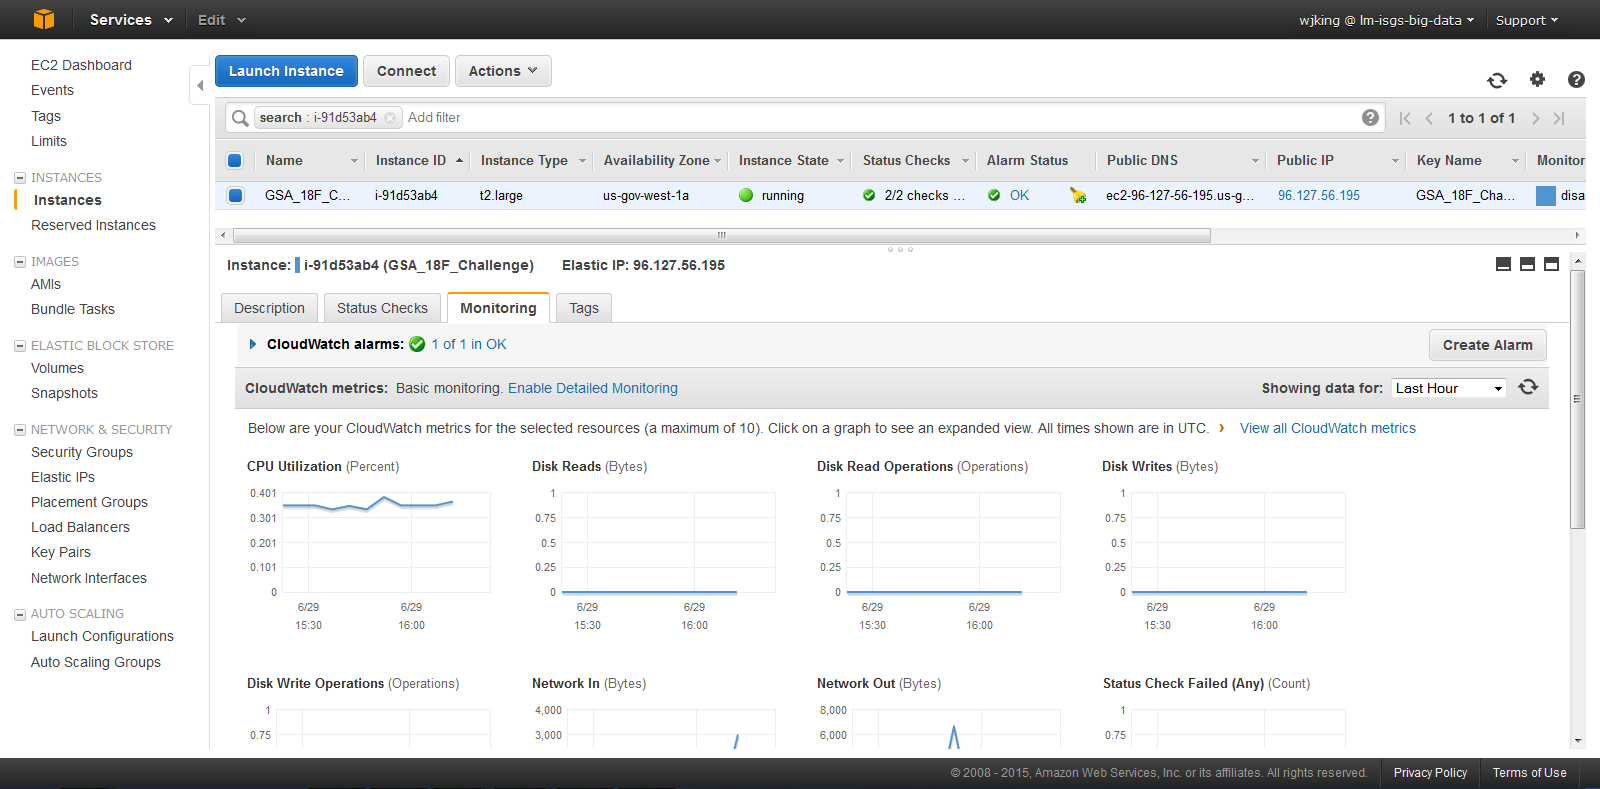 Services Edit wjking @ lm-isgs-big-data Support
EC2 Dashboard
Events
Tags
Limits
INSTANCES
Instances
Reserved Instances
IMAGES
AMIs
Bundle Tasks
ELASTIC BLOCK STORE
Volumes
Snapshots
NETWORK & SECURITY
Security Groups
Elastic IPs
Placement Groups
Load Balancers
Key Pairs
Network Interfaces
AUTO SCALING
Launch Configurations
Auto Scaling Groups
Launch Instance Connect Actions
search : i-91d53ab4 Add filter 1 to 1 of 1
Name Instance ID Instance Type Availability Zone Instance State Status Checks Alarm Status Public DNS Public IP Key Name Monitor
GSA_18F_C... i-91d53ab4 t2.large us-gov-west-1a running 2/2 checks ... OK ec2-96-127-56-195.us-g... 96.127.56.195 GSA_18F_Cha... disa
Instance: i-91d53ab4 (GSA_18F_Challenge) Elastic IP: 96.127.56.195
Description Status Checks Monitoring Tags
CloudWatch alarms: 1 of 1 in OK Create Alarm
CloudWatch metrics: Basic monitoring. Enable Detailed Monitoring Showing data for: Last Hour
Below are your CloudWatch metrics for the selected resources (a maximum of 10). Click on a graph to see an expanded view. All times shown are in UTC. › View all CloudWatch metrics
CPU Utilization (Percent)
0.401
0.301
0.201
0.101
0
6/29 6/29
15:30 16:00
Disk Reads (Bytes)
1
0.75
0.5
0.25
0
6/29 6/29
15:30 16:00
Disk Read Operations (Operations)
1
0.75
0.5
0.25
0
6/29 6/29
15:30 16:00
Disk Writes (Bytes)
1
0.75
0.5
0.25
0
6/29 6/29
15:30 16:00
Disk Write Operations (Operations)
1
0.75
Network In (Bytes)
4,000
3,000
Network Out (Bytes)
8,000
6,000
Status Check Failed (Any) (Count)
1
0.75
© 2008 - 2015, Amazon Web Services, Inc. or its affiliates. All rights reserved. Privacy Policy Terms of Use